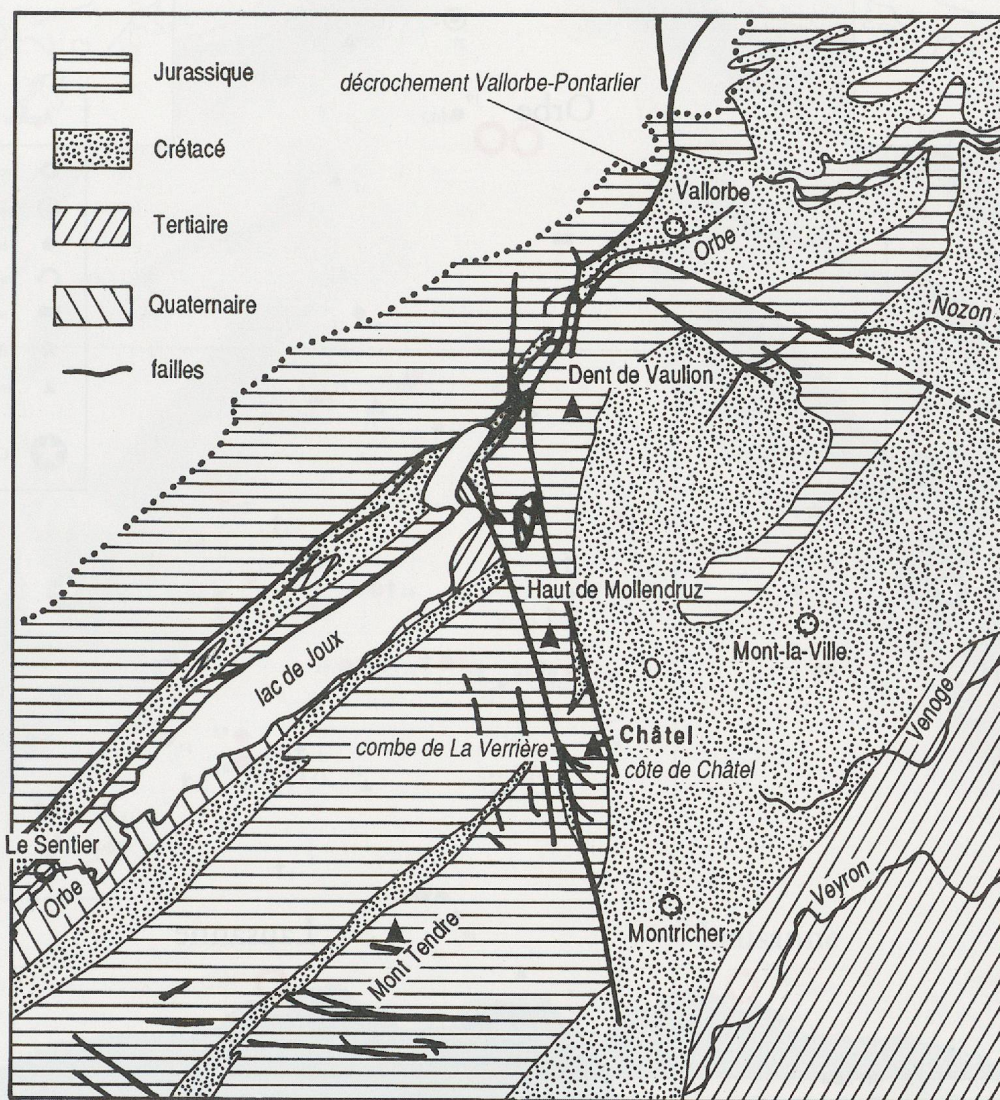 Jurassique
Crétacé
Tertiaire
Quaternaire
failles
décrochement Vallorbe-Pontarlier
Vallorbe
Orbe
Nozon
Dent de Vaulion
Haut de Mollendruz
Mont-la-Ville
lac de Joux
Venoge
combe de La Verrière
Châtel
côte de Châtel
Le Sentier
Orbe
Veyron
Montricher
Mont Tendre